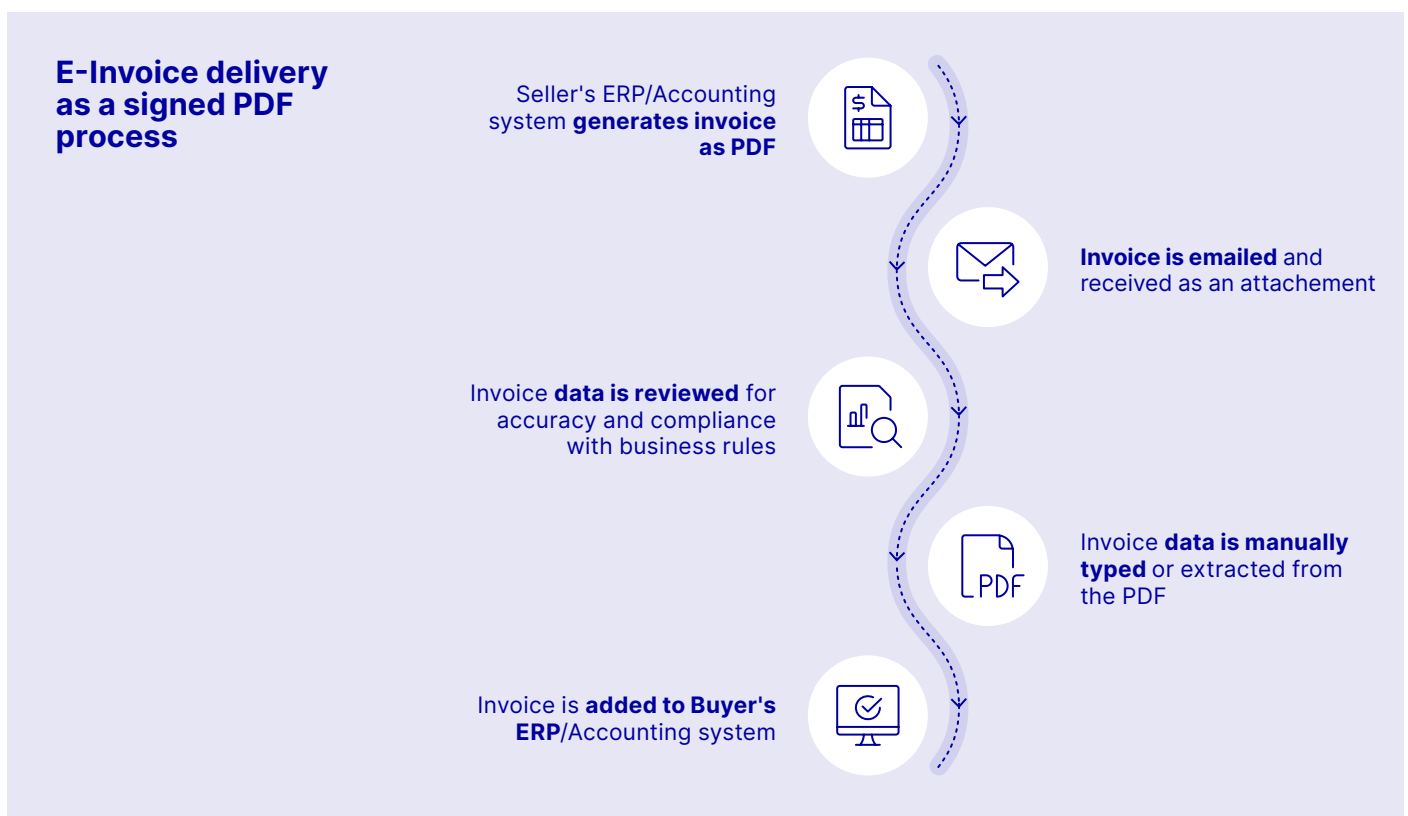 E-Invoice delivery
as a signed PDF
process
Seller's ERP/Accounting
system generates invoice
as PDF
$
Invoice is emailed and
received as an attachement
Invoice data is reviewed for
accuracy and compliance
with business rules
Invoice data is manually
typed or extracted from
the PDF
PDF
Invoice is added to Buyer's
ERP/Accounting system